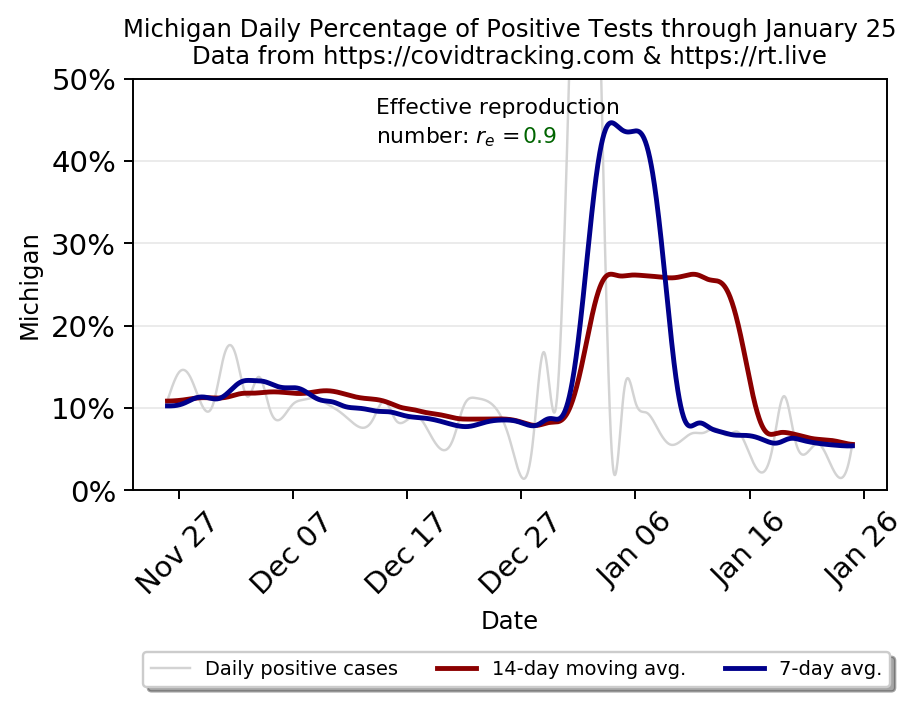 Michigan Daily Percentage of Positive Tests through January 25
Data from https://covidtracking.com & https://rt.live
50%
40%
30%
20%
10%
0%
Michigan
Effective reproduction
number: rₑ = 0.9
Nov 27
Dec 07
Dec 17
Dec 27
Jan 06
Jan 16
Jan 26
Date
Daily positive cases
14-day moving avg.
7-day avg.